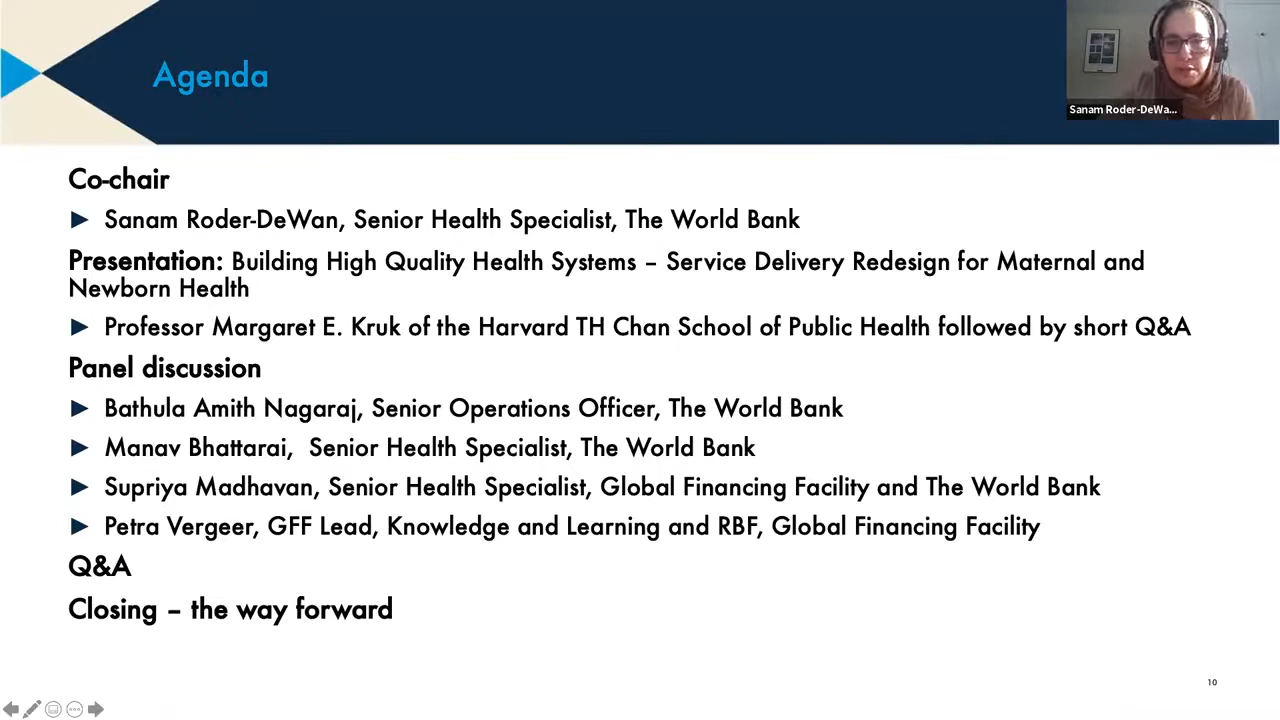 Agenda
Sanam Roder-DeWa...
Co-chair
Sanam Roder-DeWan, Senior Health Specialist, The World Bank
Presentation: Building High Quality Health Systems – Service Delivery Redesign for Maternal and
Newborn Health
Professor Margaret E. Kruk of the Harvard TH Chan School of Public Health followed by short Q&A
Panel discussion
Bathula Amith Nagaraj, Senior Operations Officer, The World Bank
Manav Bhattarai,  Senior Health Specialist, The World Bank
Supriya Madhavan, Senior Health Specialist, Global Financing Facility and The World Bank
Petra Vergeer, GFF Lead, Knowledge and Learning and RBF, Global Financing Facility
Q&A
Closing – the way forward
10